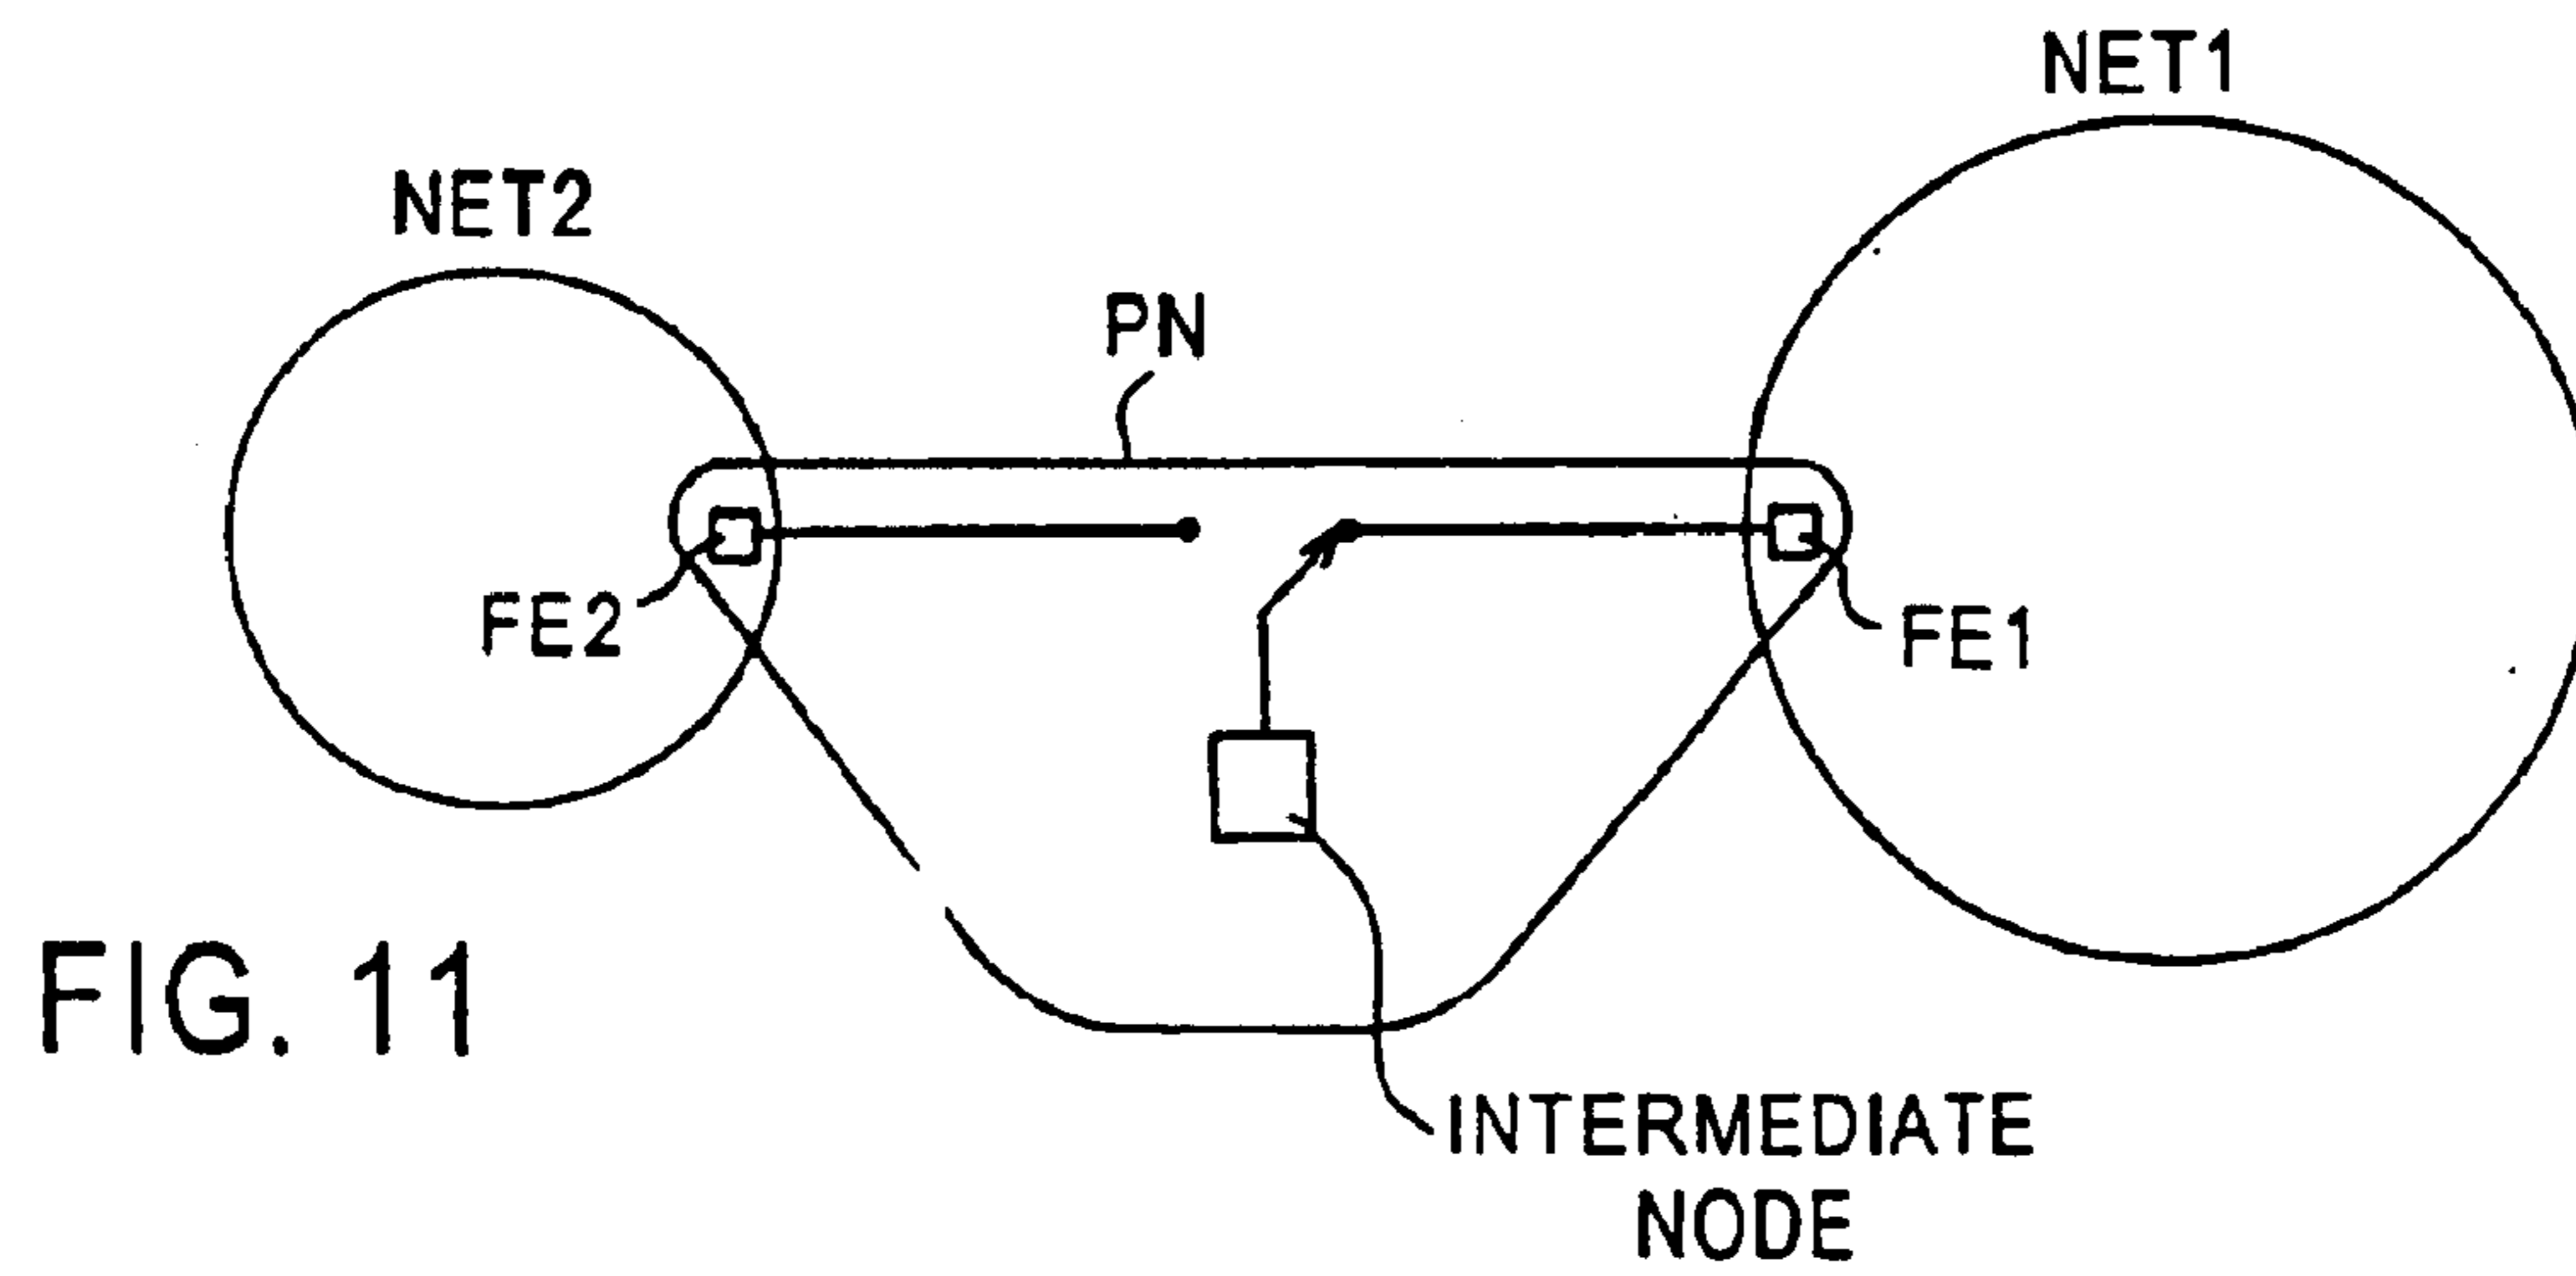 NET1
NET2
PN
FE2
FE1
FIG. 11
INTERMEDIATE
NODE